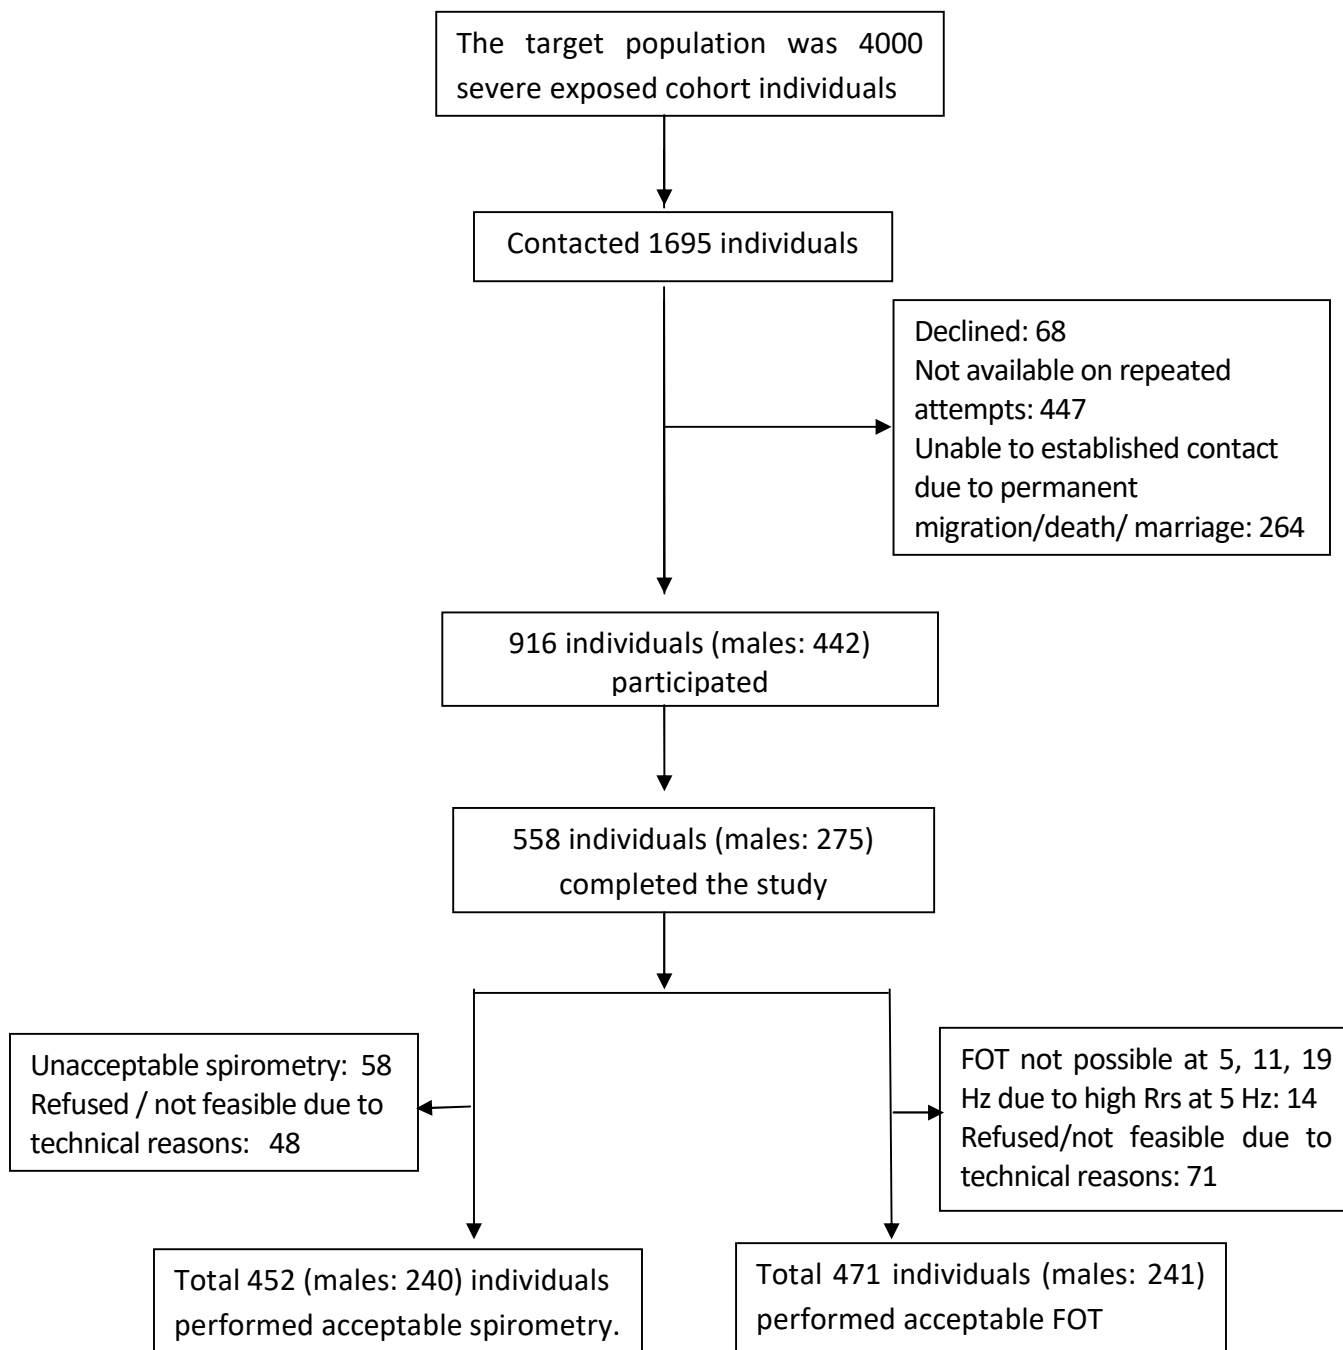 The target population was 4000
severe exposed cohort individuals
Contacted 1695 individuals
Declined: 68
Not available on repeated
attempts: 447
Unable to established contact
due to permanent
migration/death/ marriage: 264
916 individuals (males: 442)
participated
558 individuals (males: 275)
completed the study
Unacceptable spirometry: 58
Refused / not feasible due to
technical reasons: 48
FOT not possible at 5, 11, 19
Hz due to high Rrs at 5 Hz: 14
Refused/not feasible due to
technical reasons: 71
Total 452 (males: 240) individuals
performed acceptable spirometry.
Total 471 individuals (males: 241)
performed acceptable FOT